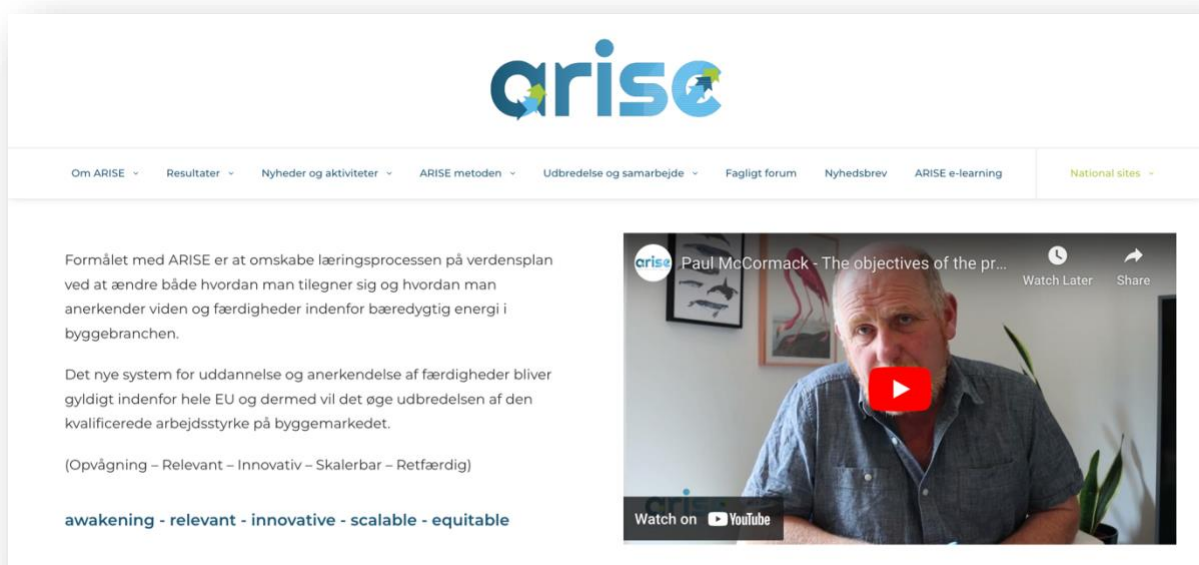 arise
Om ARISE
Resultater
Nyheder og aktiviteter
ARISE metoden
Udbredelse og samarbejde
Fagligt forum
Nyhedsbrev
ARISE e-learning
National sites
Formålet med ARISE er at omskabe læringsprocessen på verdensplan
ved at ændre både hvordan man tilegner sig og hvordan man
anerkender viden og færdigheder indenfor bæredygtig energi i
byggebranchen.
Det nye system for uddannelse og anerkendelse af færdigheder bliver
gyldigt indenfor hele EU og dermed vil det øge udbredelsen af den
kvalificerede arbejdsstyrke på byggemarkedet.
(Opvågning – Relevant – Innovativ – Skalerbar – Retfærdig)
awakening - relevant - innovative - scalable - equitable
arise
Paul McCormack - The objectives of the pr...
Watch Later
Share
Watch on YouTube